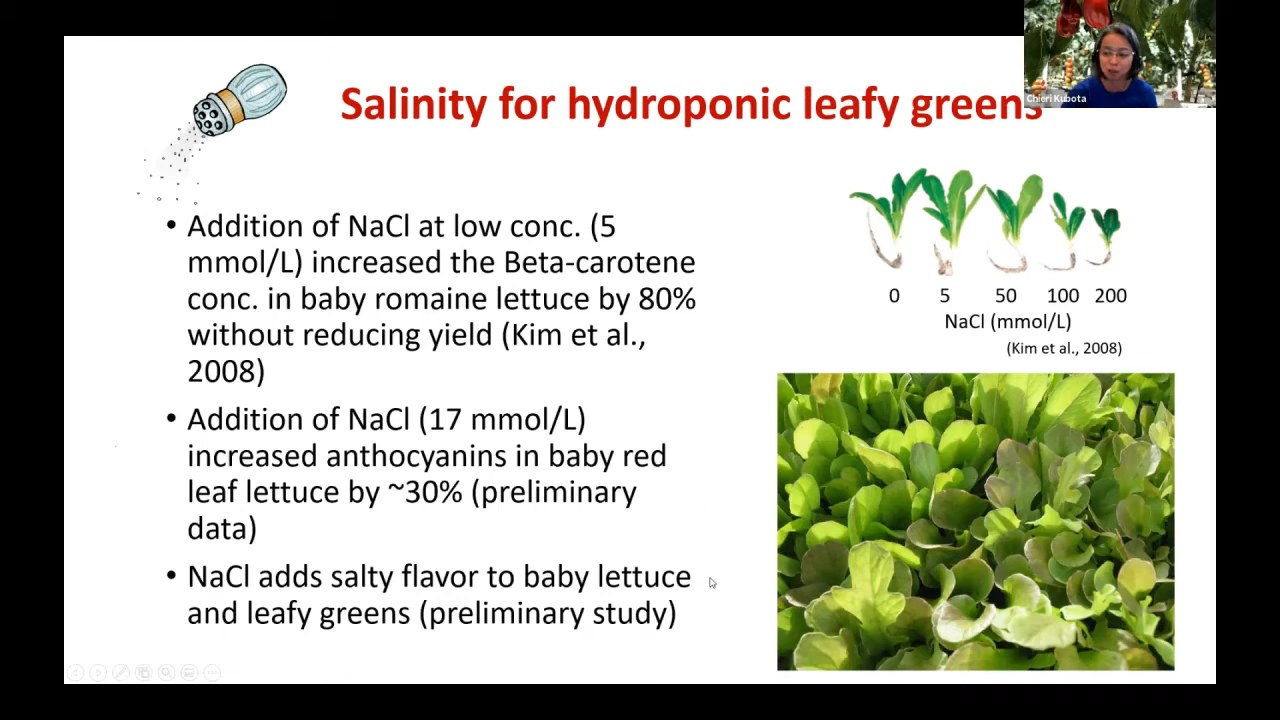 Salinity for hydroponic leafy greens
Chieri Kubota
• Addition of NaCl at low conc. (5
mmol/L) increased the Beta-carotene
conc. in baby romaine lettuce by 80%
without reducing yield (Kim et al.,
2008)
• Addition of NaCl (17 mmol/L)
increased anthocyanins in baby red
leaf lettuce by ~30% (preliminary
data)
• NaCl adds salty flavor to baby lettuce
and leafy greens (preliminary study)
0 5 50 100 200
NaCl (mmol/L)
(Kim et al., 2008)